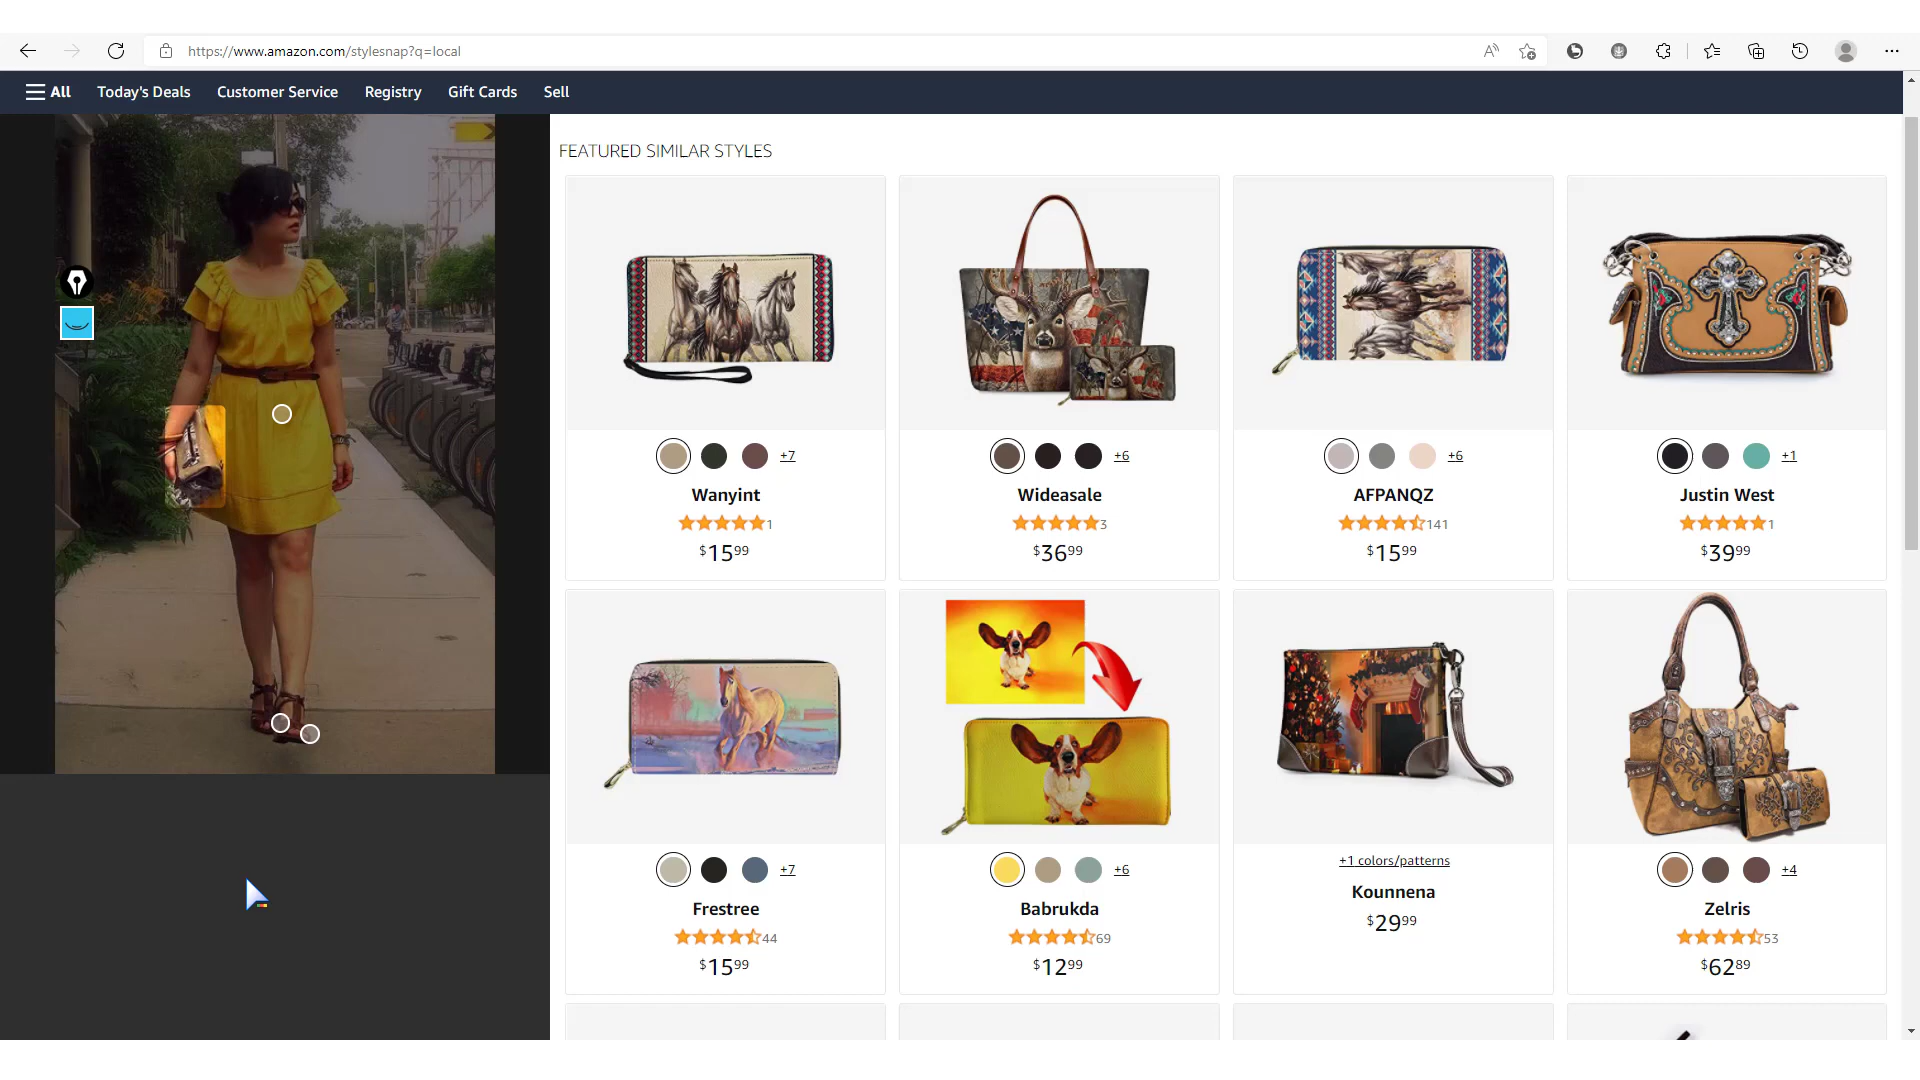 https://www.amazon.com/stylesnap?q=local
All Today's Deals Customer Service Registry Gift Cards Sell
FEATURED SIMILAR STYLES
+7
Wanyint
1
$15 99
+6
Wideasale
3
$36 99
+6
AFPANQZ
141
$15 99
+1
Justin West
1
$39 99
+7
Frestree
44
$15 99
+6
Babrukda
69
$12 99
+1 colors/patterns
Kounnena
$29 99
+4
Zelris
53
$62 89